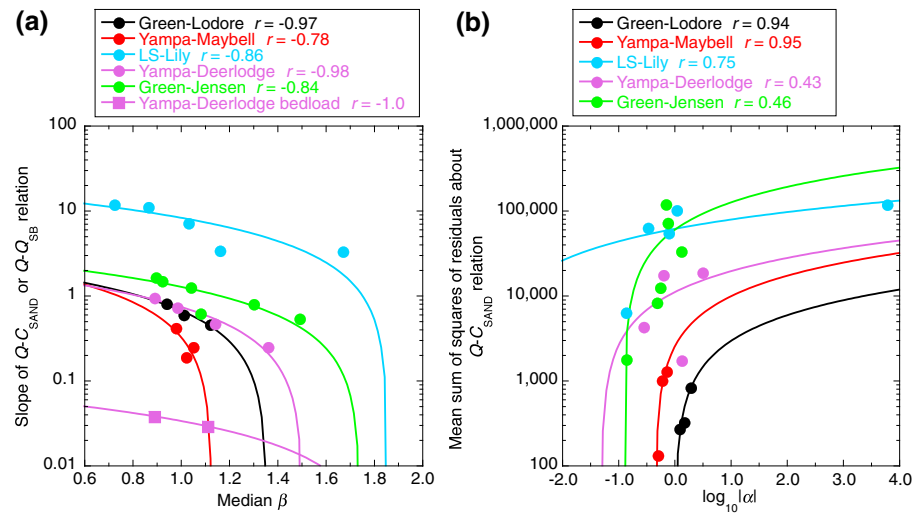 (a)
Green-Lodore r = -0.97
Yampa-Maybell r = -0.78
LS-Lily r = -0.86
Yampa-Deerlodge r = -0.98
Green-Jensen r = -0.84
Yampa-Deerlodge bedload r = -1.0
Slope of Q-C_SAND or Q-Q_SB relation
100
10
1
0.1
0.01
0.6 0.8 1.0 1.2 1.4 1.6 1.8 2.0
Median β
(b)
Green-Lodore r = 0.94
Yampa-Maybell r = 0.95
LS-Lily r = 0.75
Yampa-Deerlodge r = 0.43
Green-Jensen r = 0.46
Mean sum of squares of residuals about
Q-C_SAND relation
1,000,000
100,000
10,000
1,000
100
-2.0 -1.0 0.0 1.0 2.0 3.0 4.0
log₁₀|α|